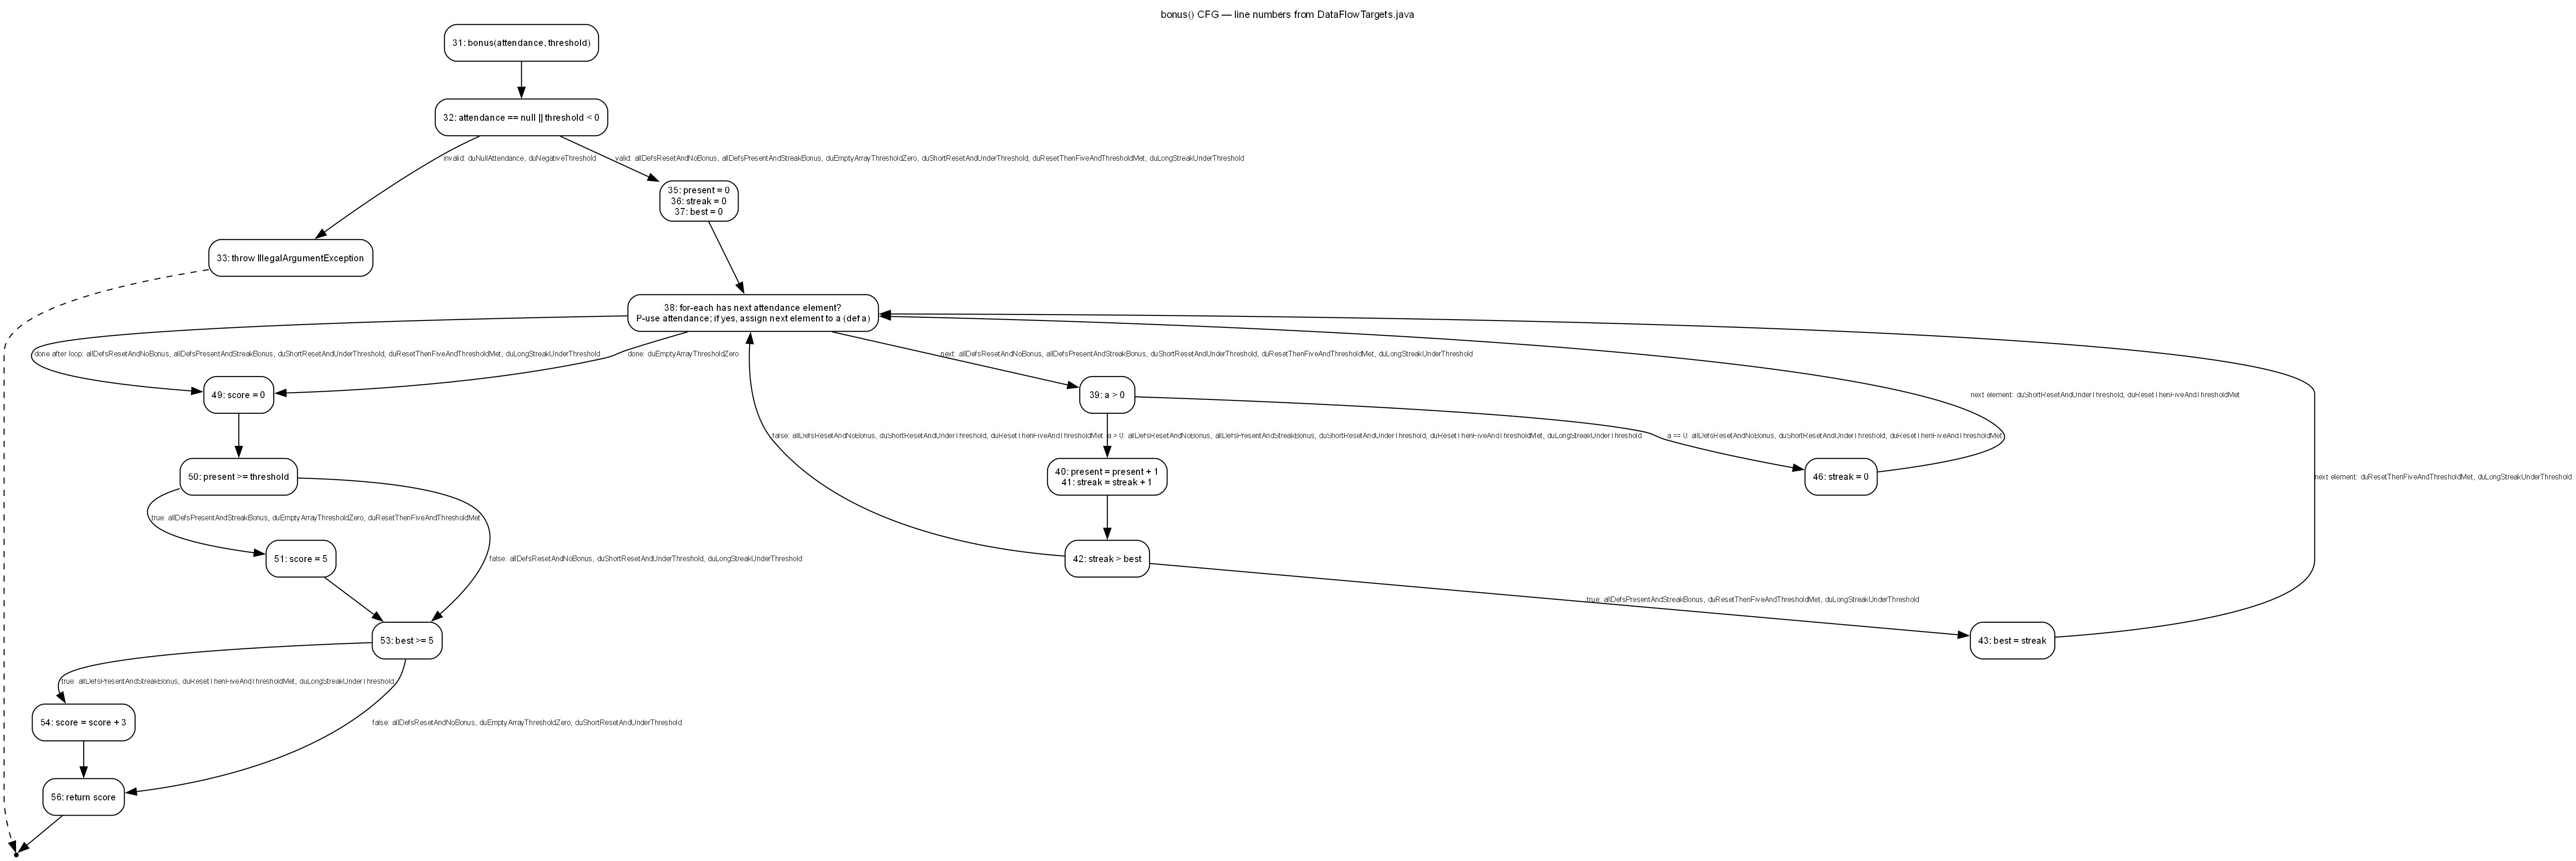 bonus() CFG — line numbers from DataFlowTargets.java
31: bonus(attendance, threshold)
32: attendance == null || threshold < 0
invalid: duNullAttendance, duNegativeThreshold
valid: allDefsResetAndNoBonus, allDefsPresentAndStreakBonus, duEmptyArrayThresholdZero, duShortResetAndUnderThreshold, duResetThenFiveAndThresholdMet, duLongStreakUnderThreshold
35: present = 0
36: streak = 0
37: best = 0
33: throw IllegalArgumentException
38: for-each has next attendance element?
P-use attendance; if yes, assign next element to a (def a)
done after loop: allDefsResetAndNoBonus, allDefsPresentAndStreakBonus, duShortResetAndUnderThreshold, duResetThenFiveAndThresholdMet, duLongStreakUnderThreshold
done: duEmptyArrayThresholdZero
next: allDefsResetAndNoBonus, allDefsPresentAndStreakBonus, duShortResetAndUnderThreshold, duResetThenFiveAndThresholdMet, duLongStreakUnderThreshold
49: score = 0
39: a > 0
next element: duShortResetAndUnderThreshold, duResetThenFiveAndThresholdMet
false: allDefsResetAndNoBonus, duShortResetAndUnderThreshold, duResetThenFiveAndThresholdMet
a > 0: allDefsResetAndNoBonus, allDefsPresentAndStreakBonus, duShortResetAndUnderThreshold, duResetThenFiveAndThresholdMet, duLongStreakUnderThreshold
a == 0: allDefsResetAndNoBonus, duShortResetAndUnderThreshold, duResetThenFiveAndThresholdMet
50: present >= threshold
40: present = present + 1
41: streak = streak + 1
46: streak = 0
next element: duResetThenFiveAndThresholdMet, duLongStreakUnderThreshold
true: allDefsPresentAndStreakBonus, duEmptyArrayThresholdZero, duResetThenFiveAndThresholdMet
51: score = 5
false: allDefsResetAndNoBonus, duShortResetAndUnderThreshold, duLongStreakUnderThreshold
42: streak > best
true: allDefsPresentAndStreakBonus, duResetThenFiveAndThresholdMet, duLongStreakUnderThreshold
53: best >= 5
43: best = streak
true: allDefsPresentAndStreakBonus, duResetThenFiveAndThresholdMet, duLongStreakUnderThreshold
54: score = score + 3
false: allDefsResetAndNoBonus, duEmptyArrayThresholdZero, duShortResetAndUnderThreshold
56: return score